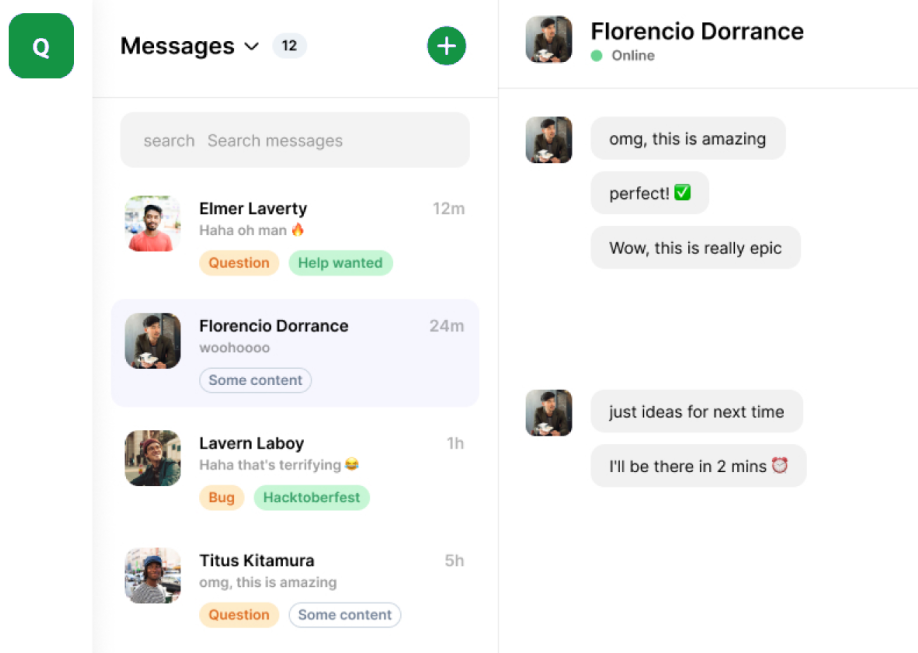 Q
Messages 12
search Search messages
Elmer Laverty 12m
Haha oh man 🔥
Question Help wanted
Florencio Dorrance 24m
woohoooo
Some content
Lavern Laboy 1h
Haha that's terrifying 😂
Bug Hacktoberfest
Titus Kitamura 5h
omg, this is amazing
Question Some content
Florencio Dorrance
Online
omg, this is amazing
perfect! ✅
Wow, this is really epic
just ideas for next time
I'll be there in 2 mins ⏰